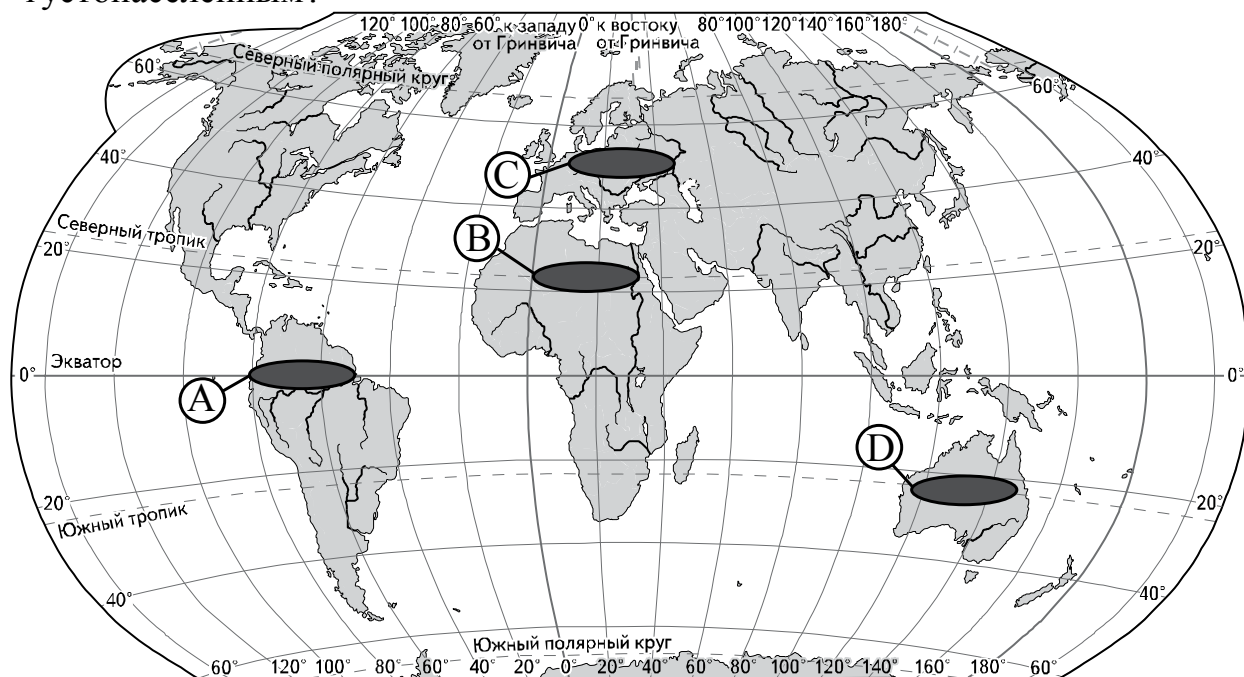 густонаселенным?
120° 100° 80° 60° к западу 0° к востоку 80° 100° 120° 140° 160° 180°
от Гринвича от Гринвича
Северный полярный круг
60° 60°
40° 40°
C
Северный тропик
B
20° 20°
Экватор
0° 0°
A
D
20° 20°
Южный тропик
40° 40°
Южный полярный круг
60° 120° 100° 80° 60° 40° 20° 0° 20° 40° 60° 80° 100° 120° 140° 160° 180° 60°